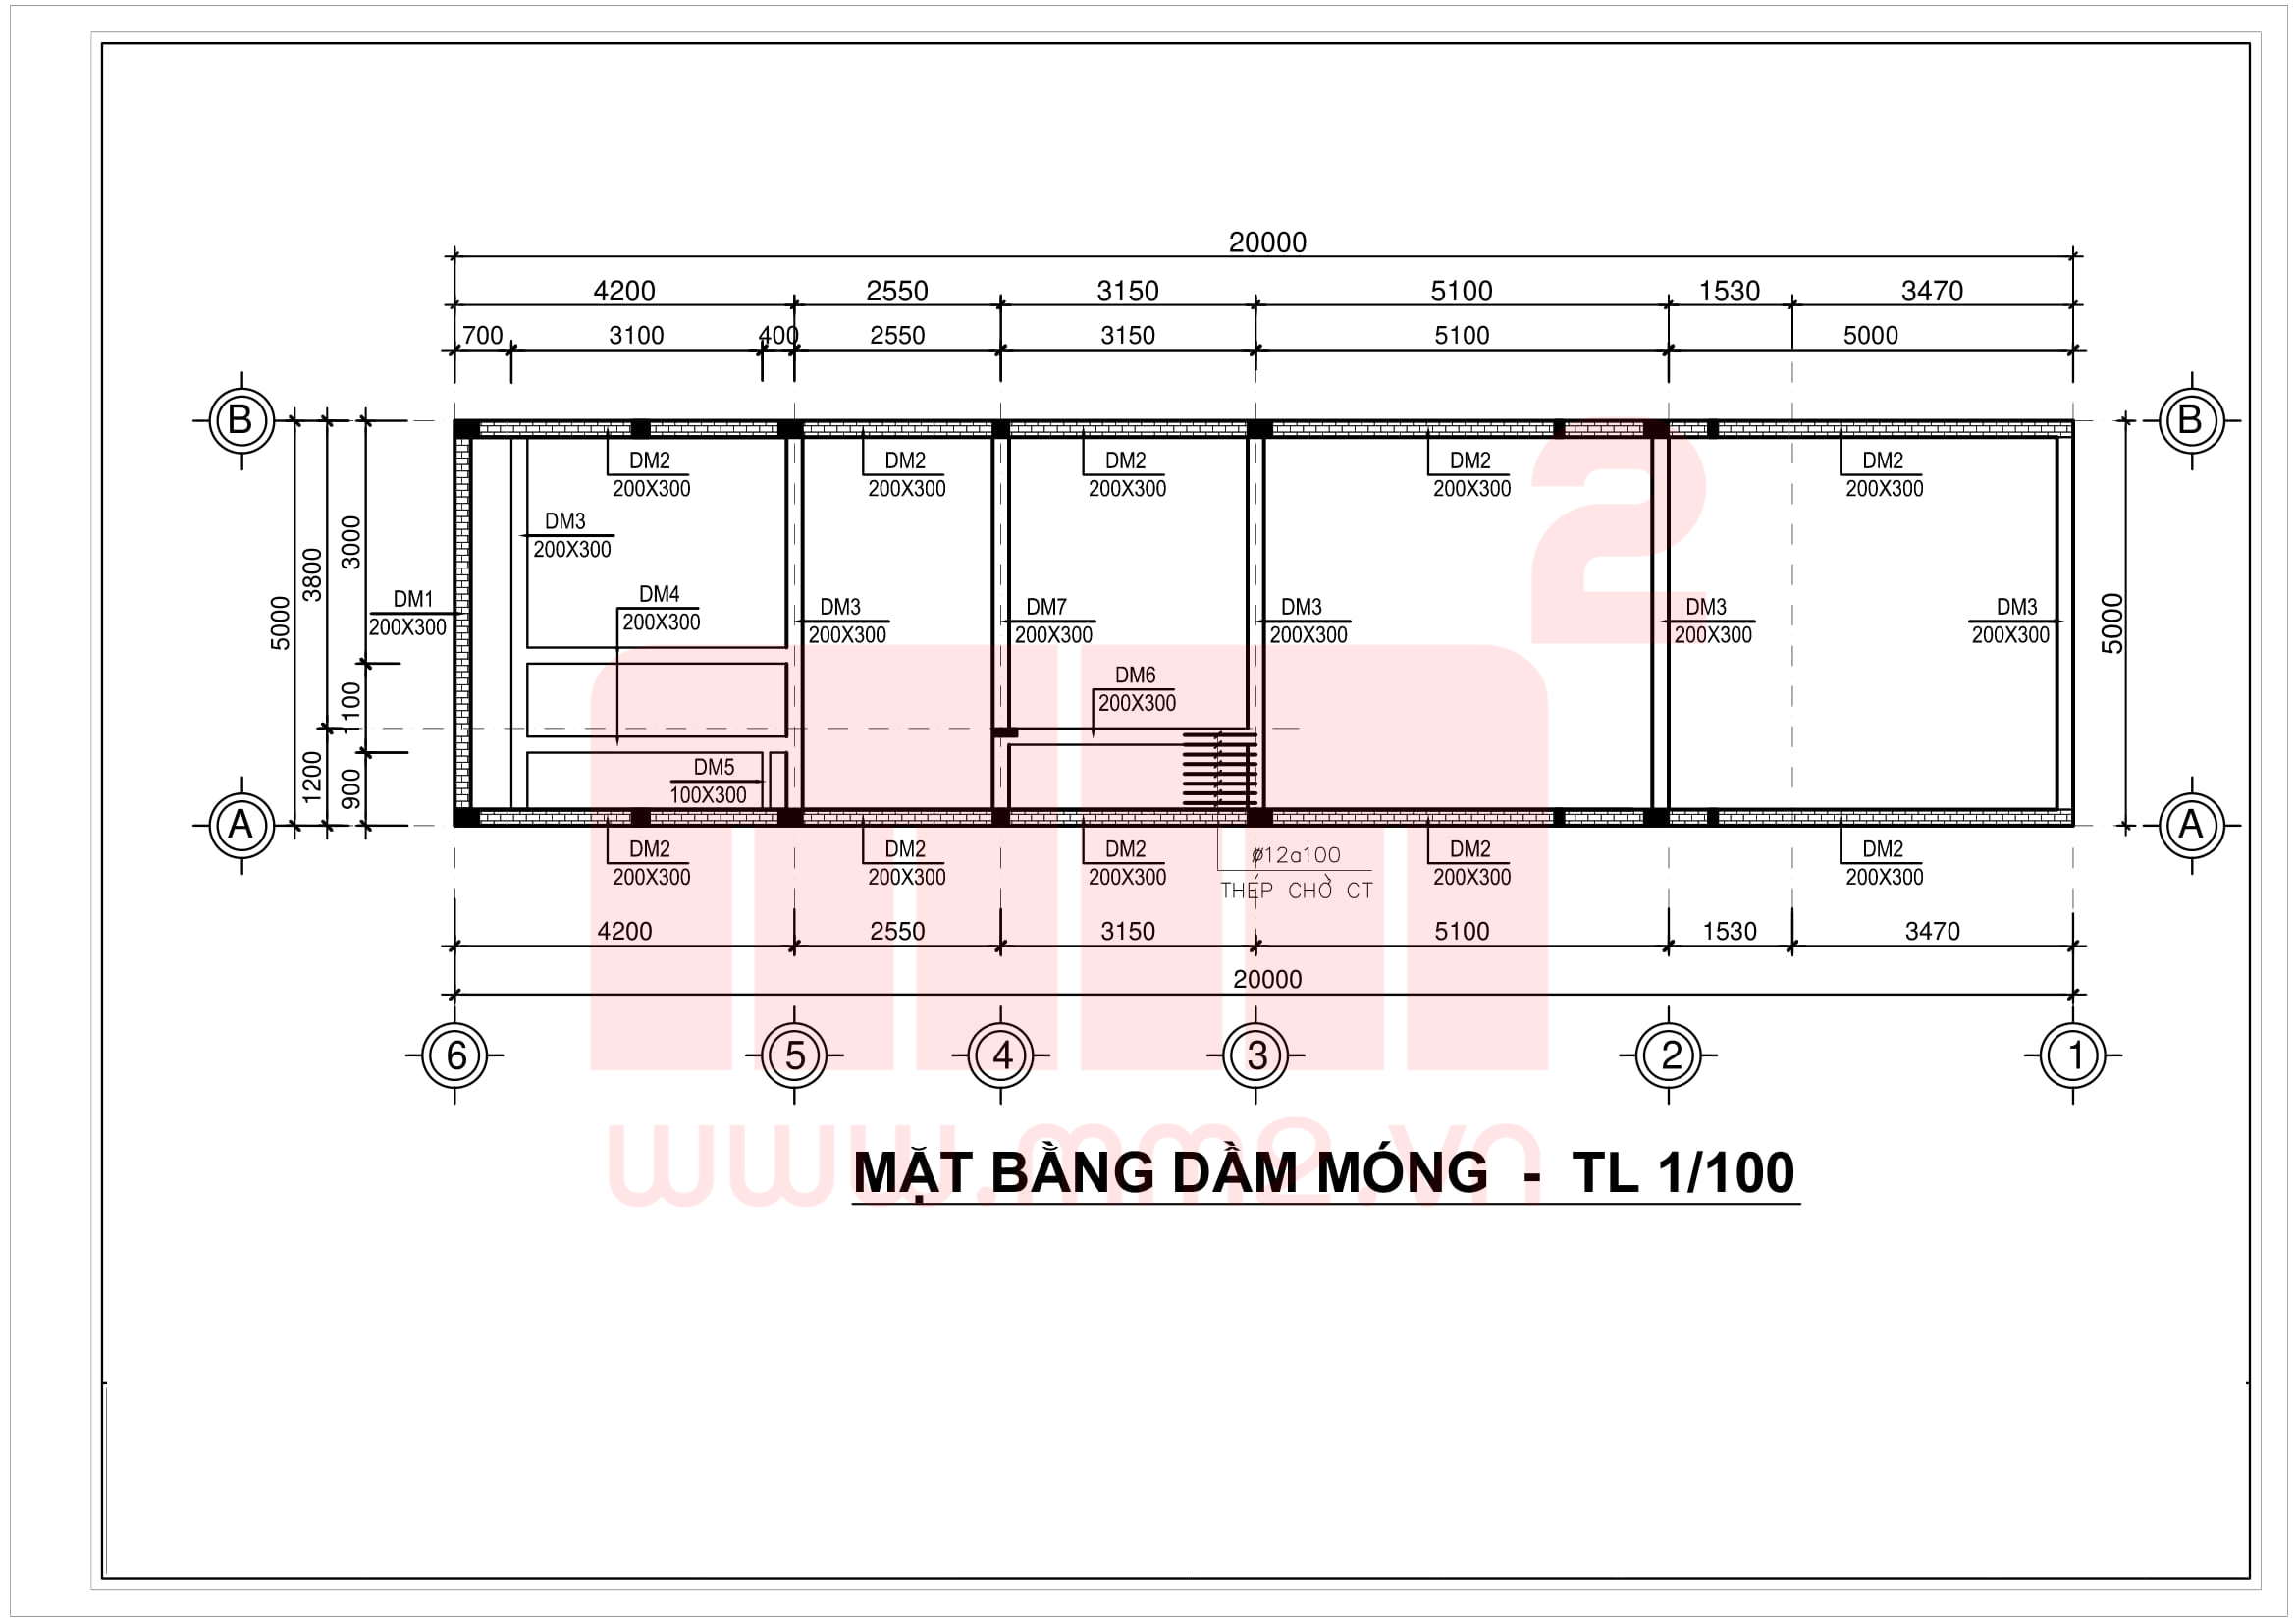 20000
4200 2550 3150 5100 1530 3470
700 3100 400 2550 3150 5100 5000
B B
DM2 DM2 DM2 DM2 DM2
200X300 200X300 200X300 200X300 200X300
DM3
200X300
3000
3800
5000
1100
1200
900
5000
DM1
200X300
DM4
200X300
DM3 DM7 DM3 DM3 DM3
200X300 200X300 200X300 200X300 200X300
DM6
200X300
DM5
100X300
A A
DM2 DM2 DM2 DM2 DM2
200X300 200X300 200X300 200X300 200X300
ø12a100
THÉP CHỜ CT
4200 2550 3150 5100 1530 3470
20000
6 5 4 3 2 1
mm2
www.mm2.vn
MẶT BẰNG DẦM MÓNG - TL 1/100